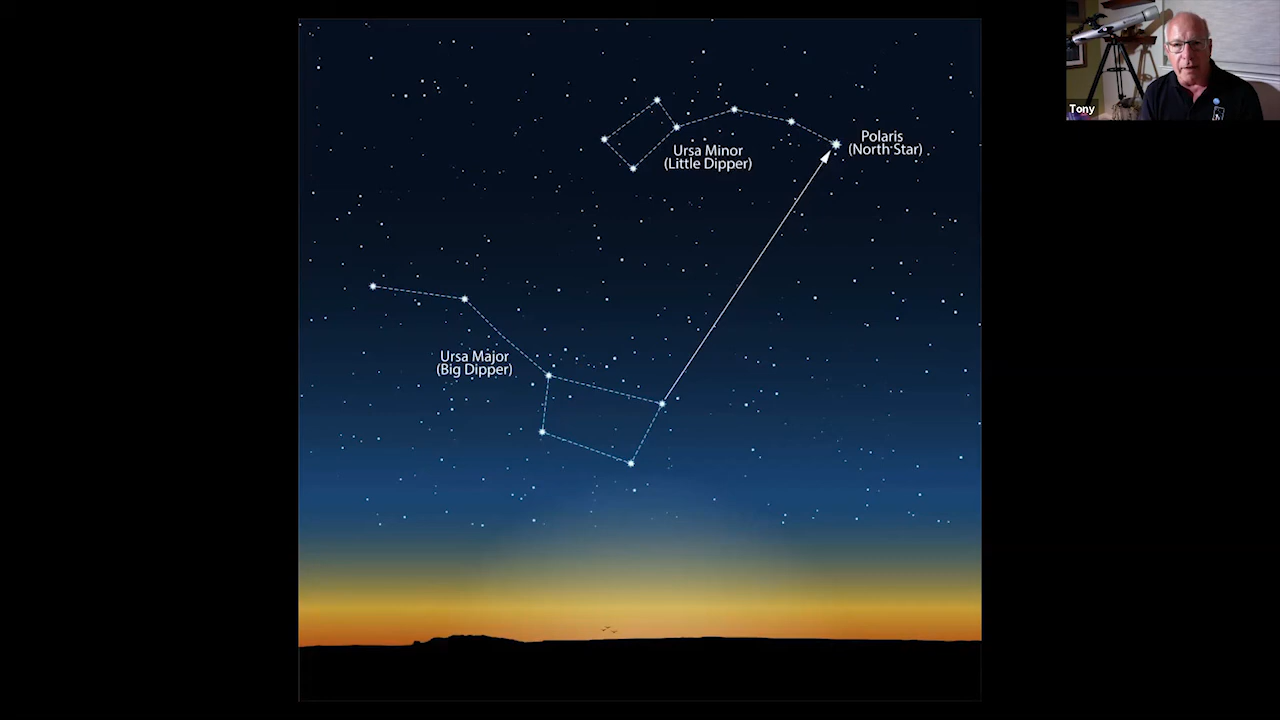 Polaris
(North Star)
Ursa Minor
(Little Dipper)
Ursa Major
(Big Dipper)
Tony